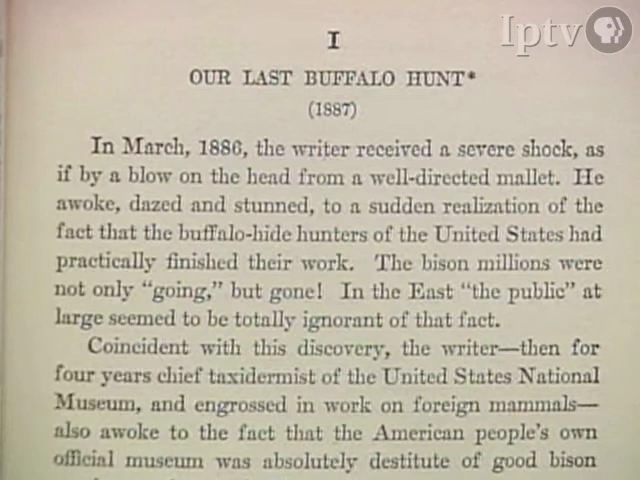 Iptv
PBS
I
OUR LAST BUFFALO HUNT*
(1887)
In March, 1886, the writer received a severe shock, as
if by a blow on the head from a well-directed mallet. He
awoke, dazed and stunned, to a sudden realization of the
fact that the buffalo-hide hunters of the United States had
practically finished their work. The bison millions were
not only "going," but gone! In the East "the public" at
large seemed to be totally ignorant of that fact.
Coincident with this discovery, the writer—then for
four years chief taxidermist of the United States National
Museum, and engrossed in work on foreign mammals—
also awoke to the fact that the American people's own
official museum was absolutely destitute of good bison